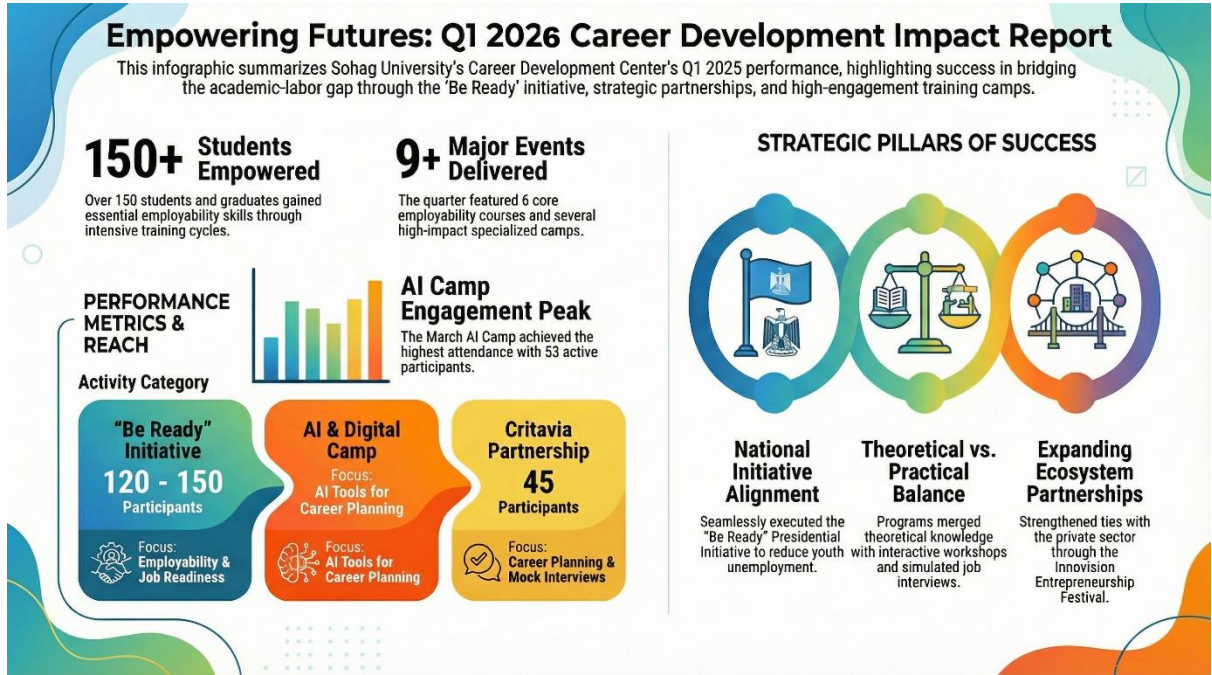 Empowering Futures: Q1 2026 Career Development Impact Report
This infographic summarizes Sohag University's Career Development Center's Q1 2025 performance, highlighting success in bridging
the academic-labor gap through the 'Be Ready' initiative, strategic partnerships, and high-engagement training camps.
150+ Students
Empowered
Over 150 students and graduates gained
essential employability skills through
intensive training cycles.
9+ Major Events
Delivered
The quarter featured 6 core
employability courses and several
high-impact specialized camps.
PERFORMANCE
METRICS &
REACH
AI Camp
Engagement Peak
The March AI Camp achieved the
highest attendance with 53 active
participants.
Activity Category
"Be Ready"
Initiative
120 - 150
Participants
Focus:
Employability &
Job Readiness
AI & Digital
Camp
Focus:
AI Tools for
Career Planning
Focus:
AI Tools for
Career Planning
Critavia
Partnership
45
Participants
Focus:
Career Planning &
Mock Interviews
STRATEGIC PILLARS OF SUCCESS
National
Initiative
Alignment
Seamlessly executed the
"Be Ready" Presidential
Initiative to reduce youth
unemployment.
Theoretical vs.
Practical
Balance
Programs merged
theoretical knowledge
with interactive workshops
and simulated job
interviews.
Expanding
Ecosystem
Partnerships
Strengthened ties with
the private sector
through the
Innovision
Entrepreneurship
Festival.